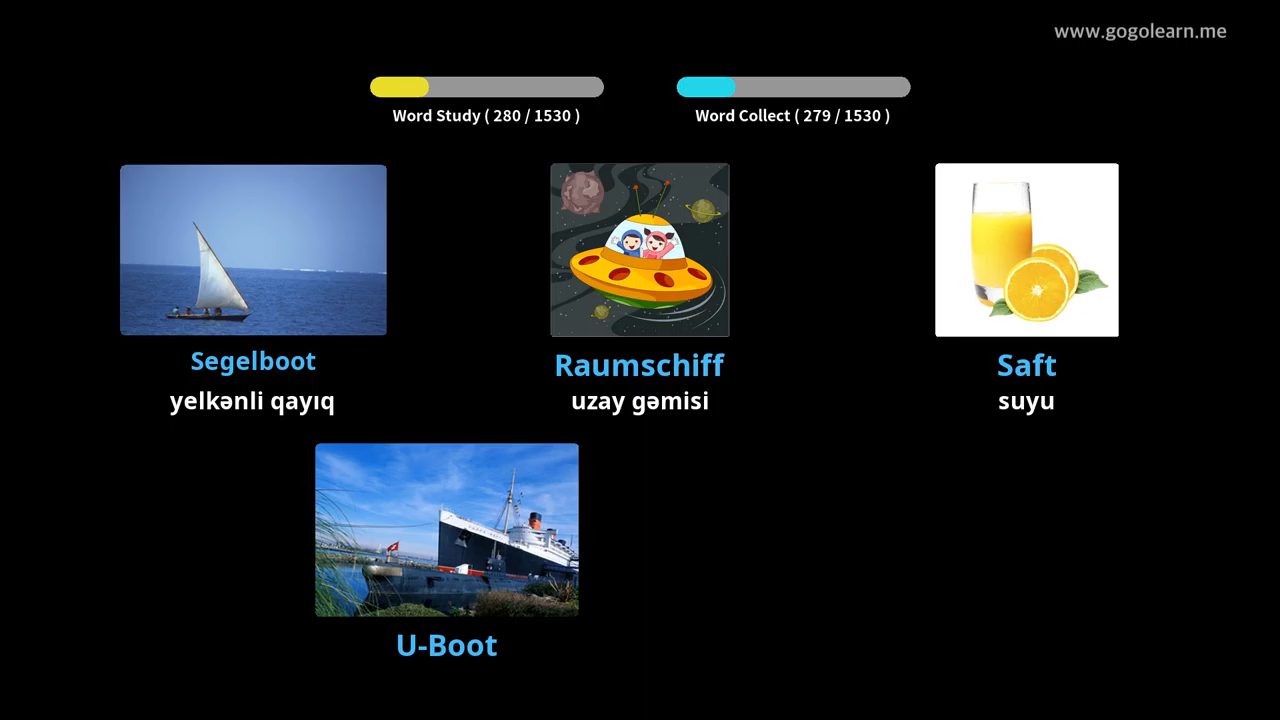 www.gogolearn.me
Word Study ( 280 / 1530 )
Word Collect ( 279 / 1530 )
Segelboot
Raumschiff
Saft
yelkənli qayıq
uzay gəmisi
suyu
U-Boot